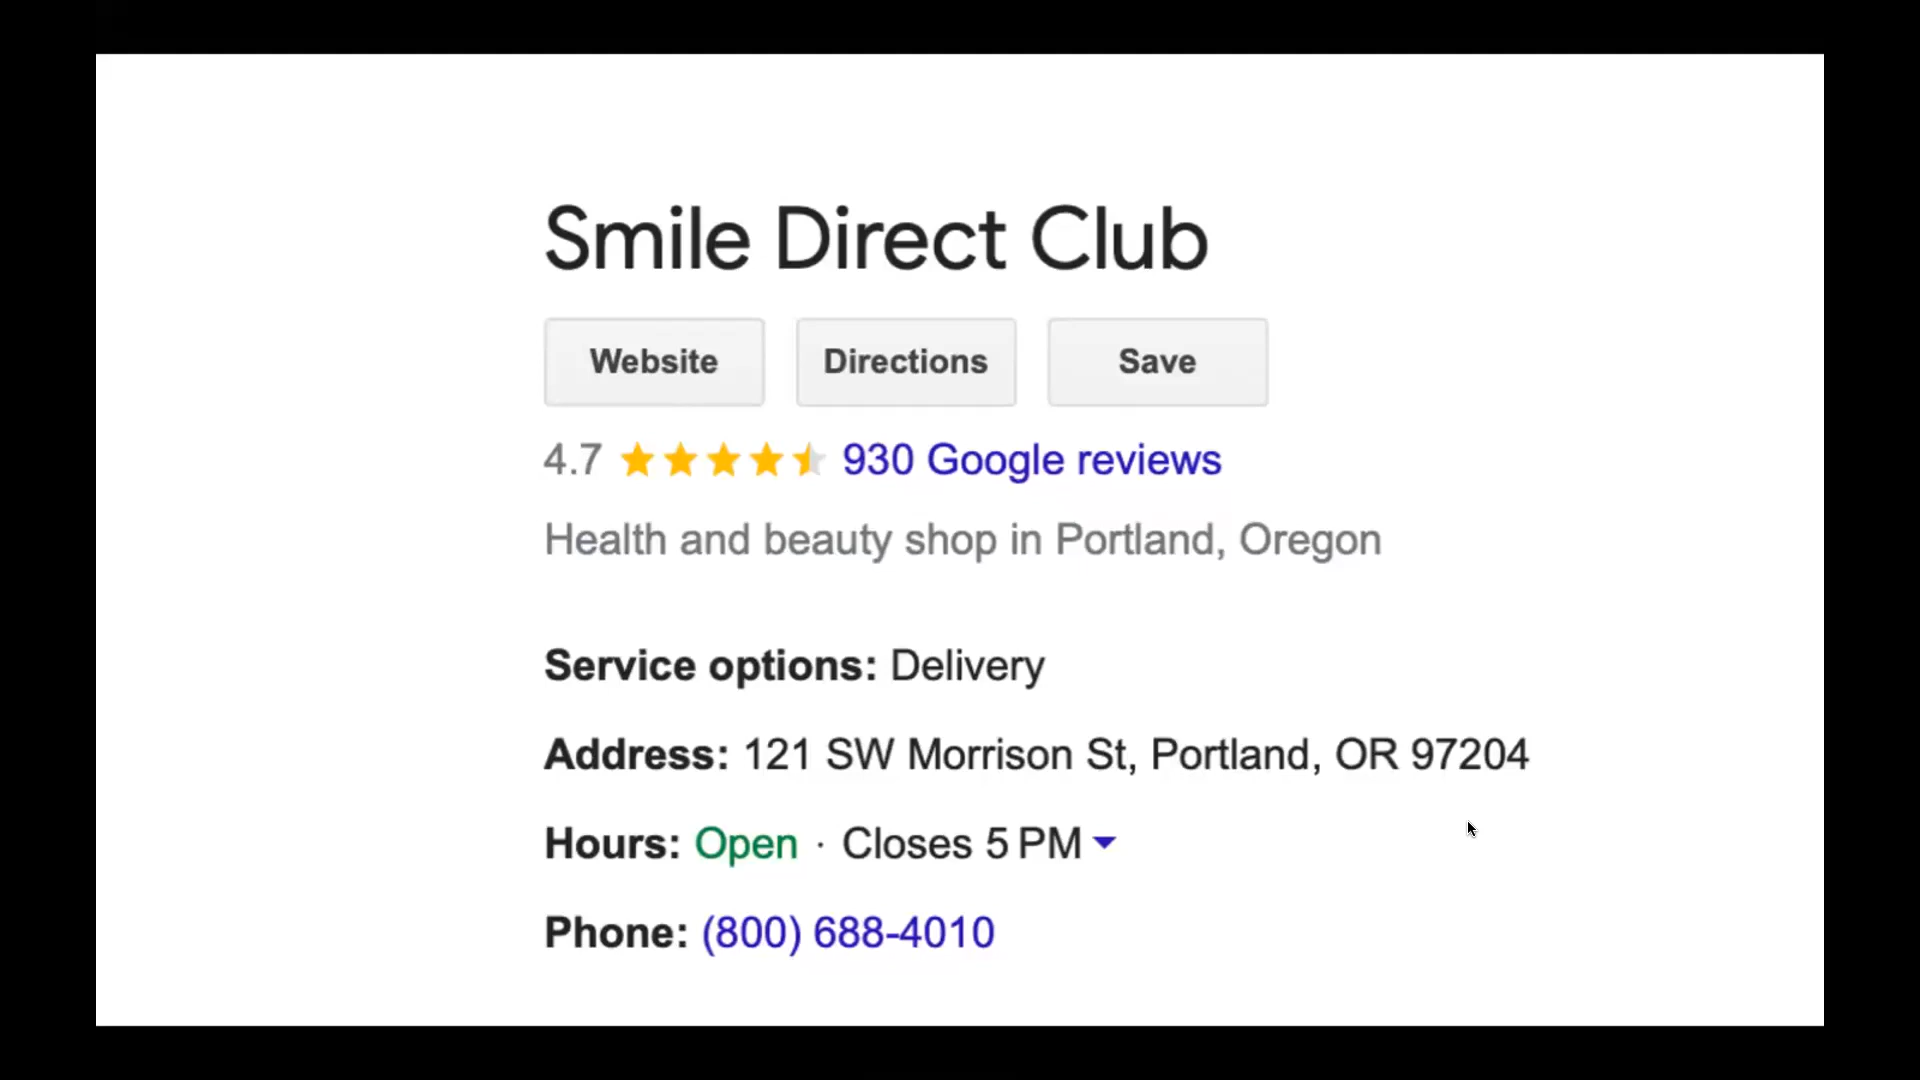 Smile Direct Club
Website Directions Save
4.7 930 Google reviews
Health and beauty shop in Portland, Oregon
Service options: Delivery
Address: 121 SW Morrison St, Portland, OR 97204
Hours: Open · Closes 5 PM
Phone: (800) 688-4010